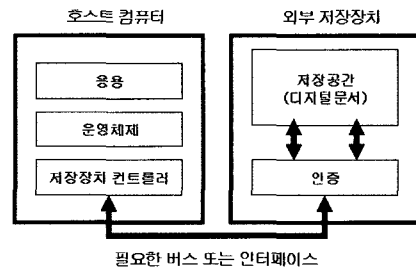 호스트 컴퓨터
응용
운영체제
저장장치 컨트롤러
외부 저장장치
저장공간
(디지털문서)
인증
필요한 버스 또는 인터페이스